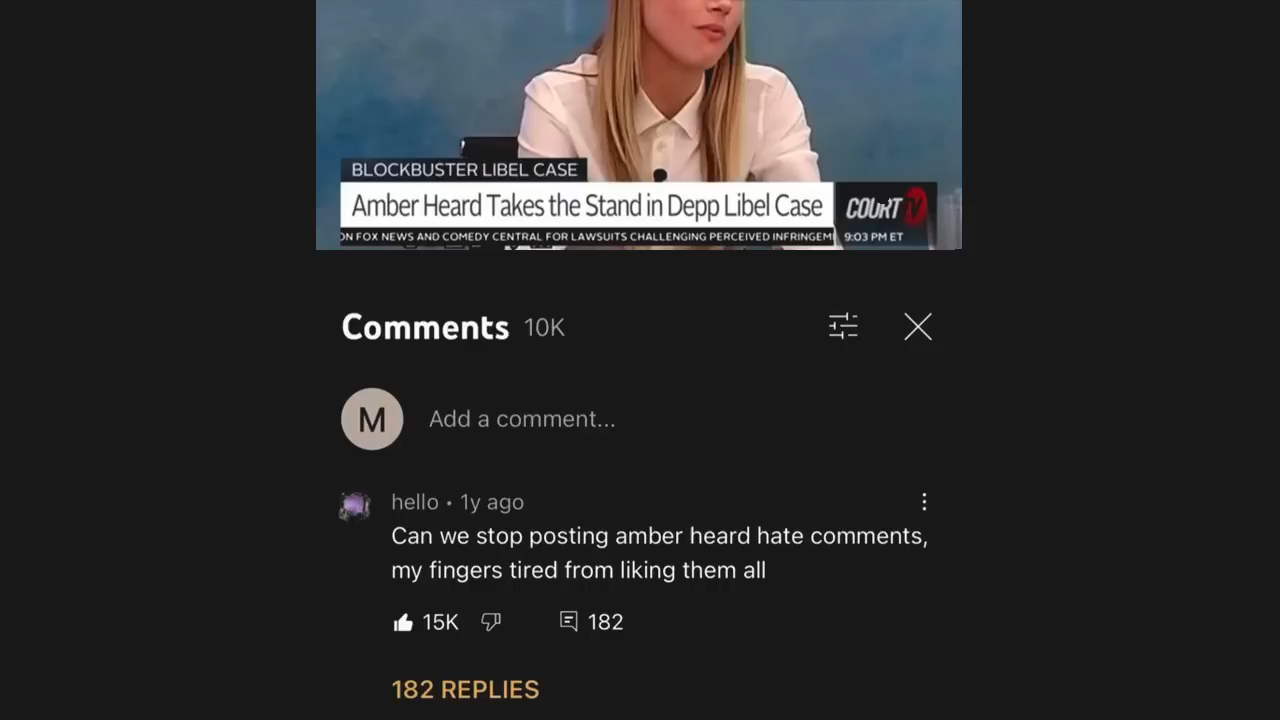 BLOCKBUSTER LIBEL CASE
Amber Heard Takes the Stand in Depp Libel Case
COURT TV
ON FOX NEWS AND COMEDY CENTRAL FOR LAWSUITS CHALLENGING PERCEIVED INFRINGEM
9:03 PM ET
Comments 10K
M Add a comment...
hello • 1y ago
Can we stop posting amber heard hate comments,
my fingers tired from liking them all
15K 182
182 REPLIES